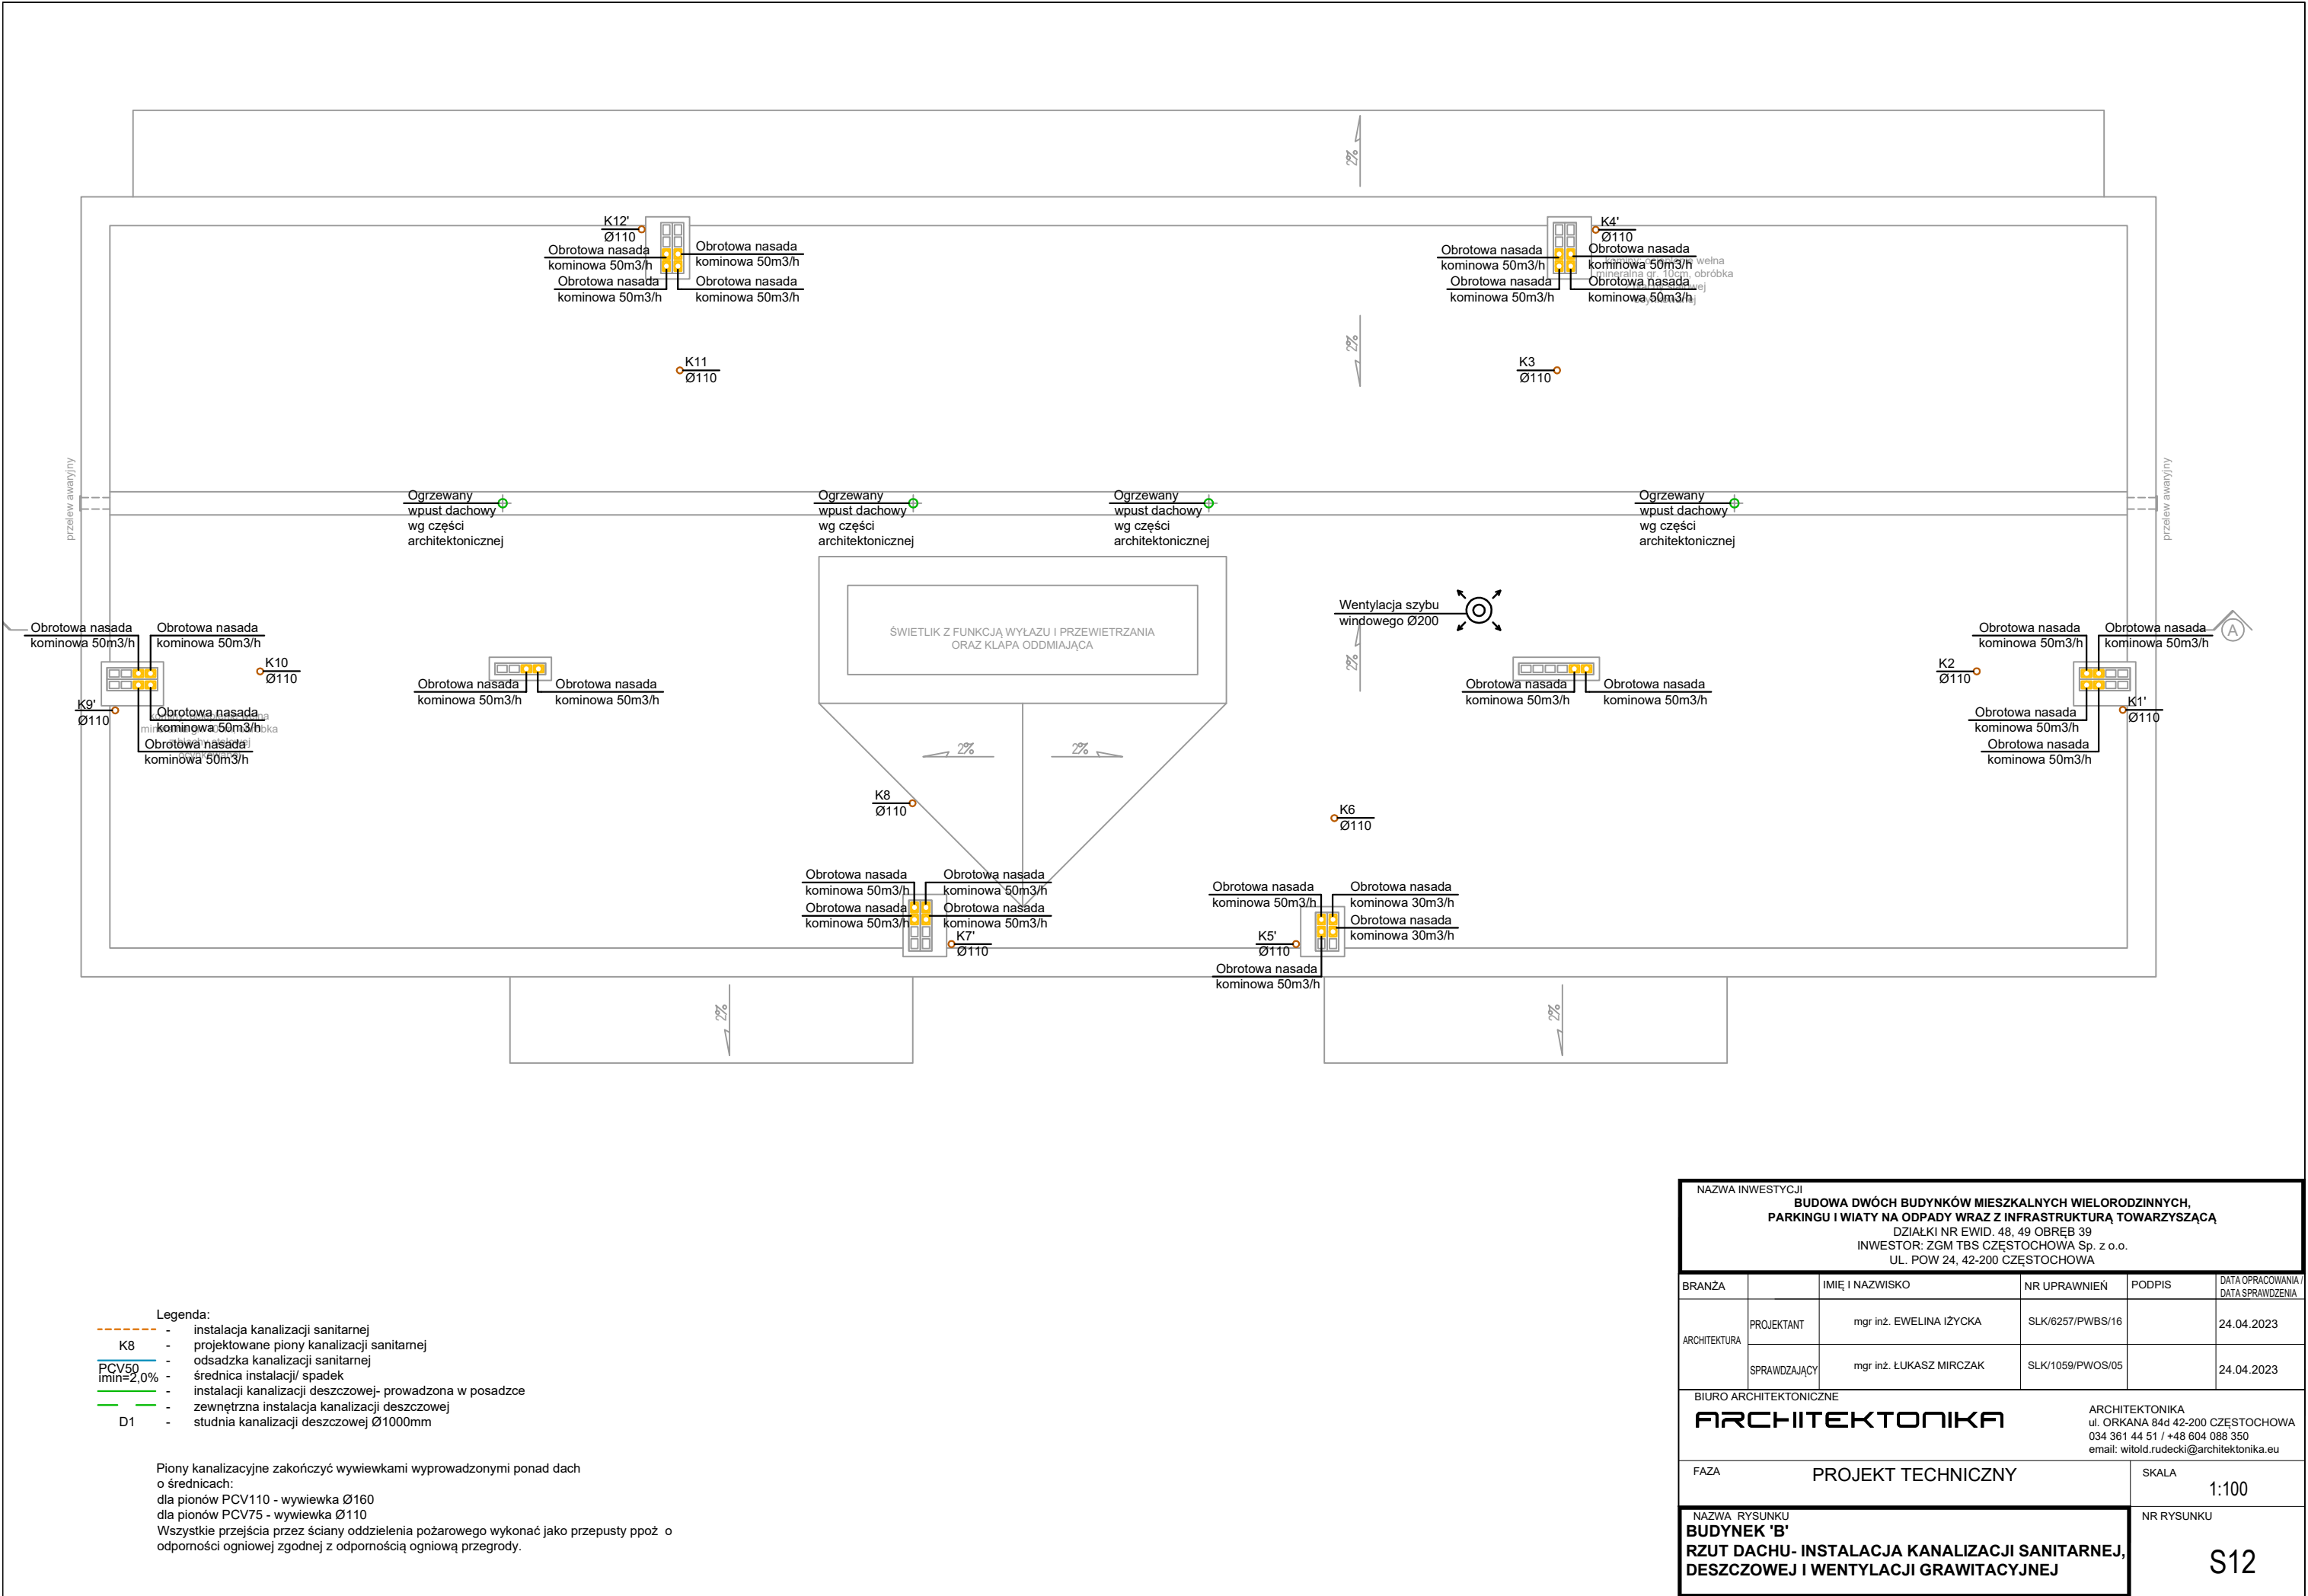 2%
K12'
Ø110
Obrotowa nasada
kominowa 50m3/h
Obrotowa nasada
kominowa 50m3/h
Obrotowa nasada
kominowa 50m3/h
Obrotowa nasada
kominowa 50m3/h
K4'
Ø110
Obrotowa nasada
kominowa 50m3/h
Obrotowa nasada
kominowa 50m3/h
wełna
mineralna gr. 10cm, obróbka
Obrotowa nasada
kominowa 50m3/h
Obrotowa nasada
kominowa 50m3/h
2%
K11
Ø110
K3
Ø110
przelew awaryjny
Ogrzewany
wpust dachowy
wg części
architektonicznej
Ogrzewany
wpust dachowy
wg części
architektonicznej
Ogrzewany
wpust dachowy
wg części
architektonicznej
Ogrzewany
wpust dachowy
wg części
architektonicznej
przelew awaryjny
ŚWIETLIK Z FUNKCJĄ WYŁAZU I PRZEWIETRZANIA
ORAZ KLAPA ODDMIAJĄCA
Wentylacja szybu
windowego Ø200
2%
A
Obrotowa nasada
kominowa 50m3/h
Obrotowa nasada
kominowa 50m3/h
K10
Ø110
K9'
Ø110
Obrotowa nasada
kominowa 50m3/h
Obrotowa nasada
kominowa 50m3/h
Obrotowa nasada
kominowa 50m3/h
Obrotowa nasada
kominowa 50m3/h
Obrotowa nasada
kominowa 50m3/h
Obrotowa nasada
kominowa 50m3/h
K2
Ø110
Obrotowa nasada
kominowa 50m3/h
Obrotowa nasada
kominowa 50m3/h
K1'
Ø110
Obrotowa nasada
kominowa 50m3/h
Obrotowa nasada
kominowa 50m3/h
2%
2%
K8
Ø110
K6
Ø110
Obrotowa nasada
kominowa 50m3/h
Obrotowa nasada
kominowa 50m3/h
Obrotowa nasada
kominowa 50m3/h
Obrotowa nasada
kominowa 50m3/h
K7'
Ø110
Obrotowa nasada
kominowa 50m3/h
Obrotowa nasada
kominowa 30m3/h
Obrotowa nasada
kominowa 30m3/h
K5'
Ø110
Obrotowa nasada
kominowa 50m3/h
2%
2%
Legenda:
- instalacja kanalizacji sanitarnej
K8 - projektowane piony kanalizacji sanitarnej
- odsadzka kanalizacji sanitarnej
PCV50
imin=2,0% - średnica instalacji/ spadek
- instalacji kanalizacji deszczowej- prowadzona w posadzce
- zewnętrzna instalacja kanalizacji deszczowej
D1 - studnia kanalizacji deszczowej Ø1000mm
Piony kanalizacyjne zakończyć wywiewkami wyprowadzonymi ponad dach
o średnicach:
dla pionów PCV110 - wywiewka Ø160
dla pionów PCV75 - wywiewka Ø110
Wszystkie przejścia przez ściany oddzielenia pożarowego wykonać jako przepusty ppoż o
odporności ogniowej zgodnej z odpornością ogniową przegrody.
NAZWA INWESTYCJI
BUDOWA DWÓCH BUDYNKÓW MIESZKALNYCH WIELORODZINNYCH,
PARKINGU I WIATY NA ODPADY WRAZ Z INFRASTRUKTURĄ TOWARZYSZĄCĄ
DZIAŁKI NR EWID. 48, 49 OBRĘB 39
INWESTOR: ZGM TBS CZĘSTOCHOWA Sp. z o.o.
UL. POW 24, 42-200 CZĘSTOCHOWA
BRANŻA IMIĘ I NAZWISKO NR UPRAWNIEŃ PODPIS DATA OPRACOWANIA /
DATA SPRAWDZENIA
ARCHITEKTURA
PROJEKTANT mgr inż. EWELINA IŻYCKA SLK/6257/PWBS/16 24.04.2023
SPRAWDZAJĄCY mgr inż. ŁUKASZ MIRCZAK SLK/1059/PWOS/05 24.04.2023
BIURO ARCHITEKTONICZNE
ARCHITEKTONIKA
ARCHITEKTONIKA
ul. ORKANA 84d 42-200 CZĘSTOCHOWA
034 361 44 51 / +48 604 088 350
email: witold.rudecki@architektonika.eu
FAZA PROJEKT TECHNICZNY
SKALA
1:100
NAZWA RYSUNKU
BUDYNEK 'B'
RZUT DACHU- INSTALACJA KANALIZACJI SANITARNEJ,
DESZCZOWEJ I WENTYLACJI GRAWITACYJNEJ
NR RYSUNKU
S12